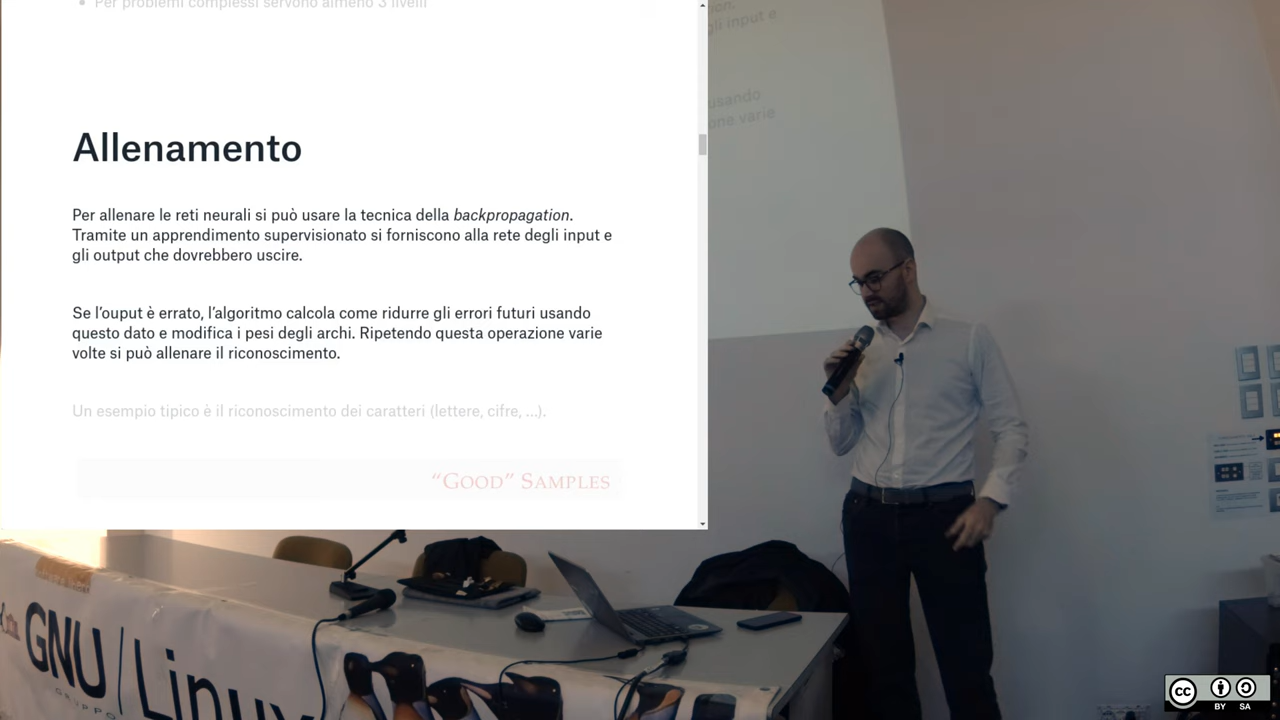 Per problemi complessi servono almeno 3 livelli
Allenamento
Per allenare le reti neurali si può usare la tecnica della backpropagation.
Tramite un apprendimento supervisionato si forniscono alla rete degli input e
gli output che dovrebbero uscire.
Se l’ouput è errato, l’algoritmo calcola come ridurre gli errori futuri usando
questo dato e modifica i pesi degli archi. Ripetendo questa operazione varie
volte si può allenare il riconoscimento.
Un esempio tipico è il riconoscimento dei caratteri (lettere, cifre, ...).
“GOOD” SAMPLES
gli input e
usando
one varie
GNU/Linux
GRUPPO
cc
BY SA